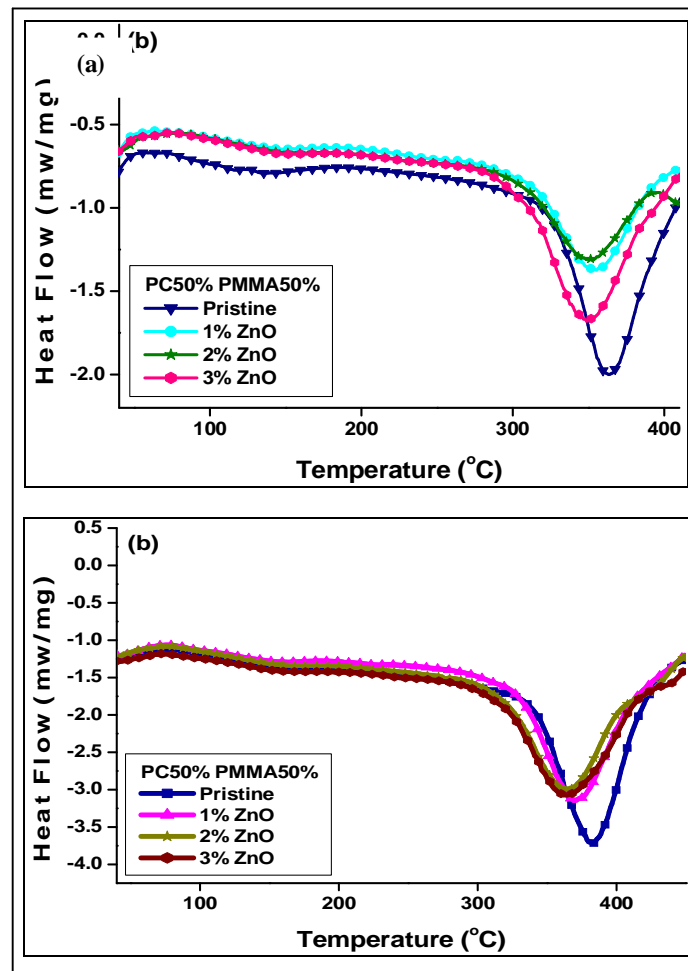 0.0
(b)
(a)
-0.5
-1.0
-1.5
-2.0
Heat Flow (mw/mg)
PC50% PMMA50%
Pristine
1% ZnO
2% ZnO
3% ZnO
100
200
300
400
Temperature (°C)
0.5
(b)
0.0
-0.5
-1.0
-1.5
-2.0
-2.5
-3.0
-3.5
-4.0
Heat Flow (mw/mg)
PC50% PMMA50%
Pristine
1% ZnO
2% ZnO
3% ZnO
100
200
300
400
Temperature (°C)